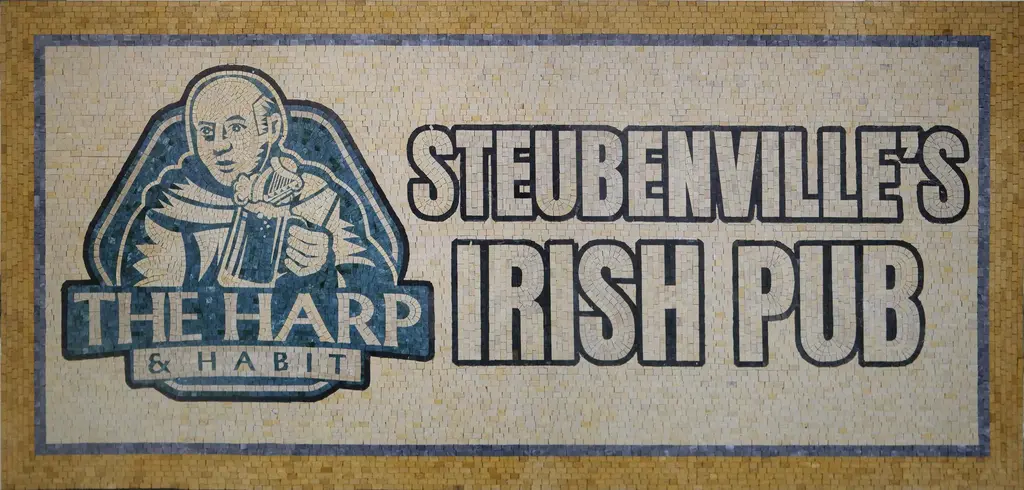 THE HARP
& HABIT
STEUBENVILLE'S
IRISH PUB